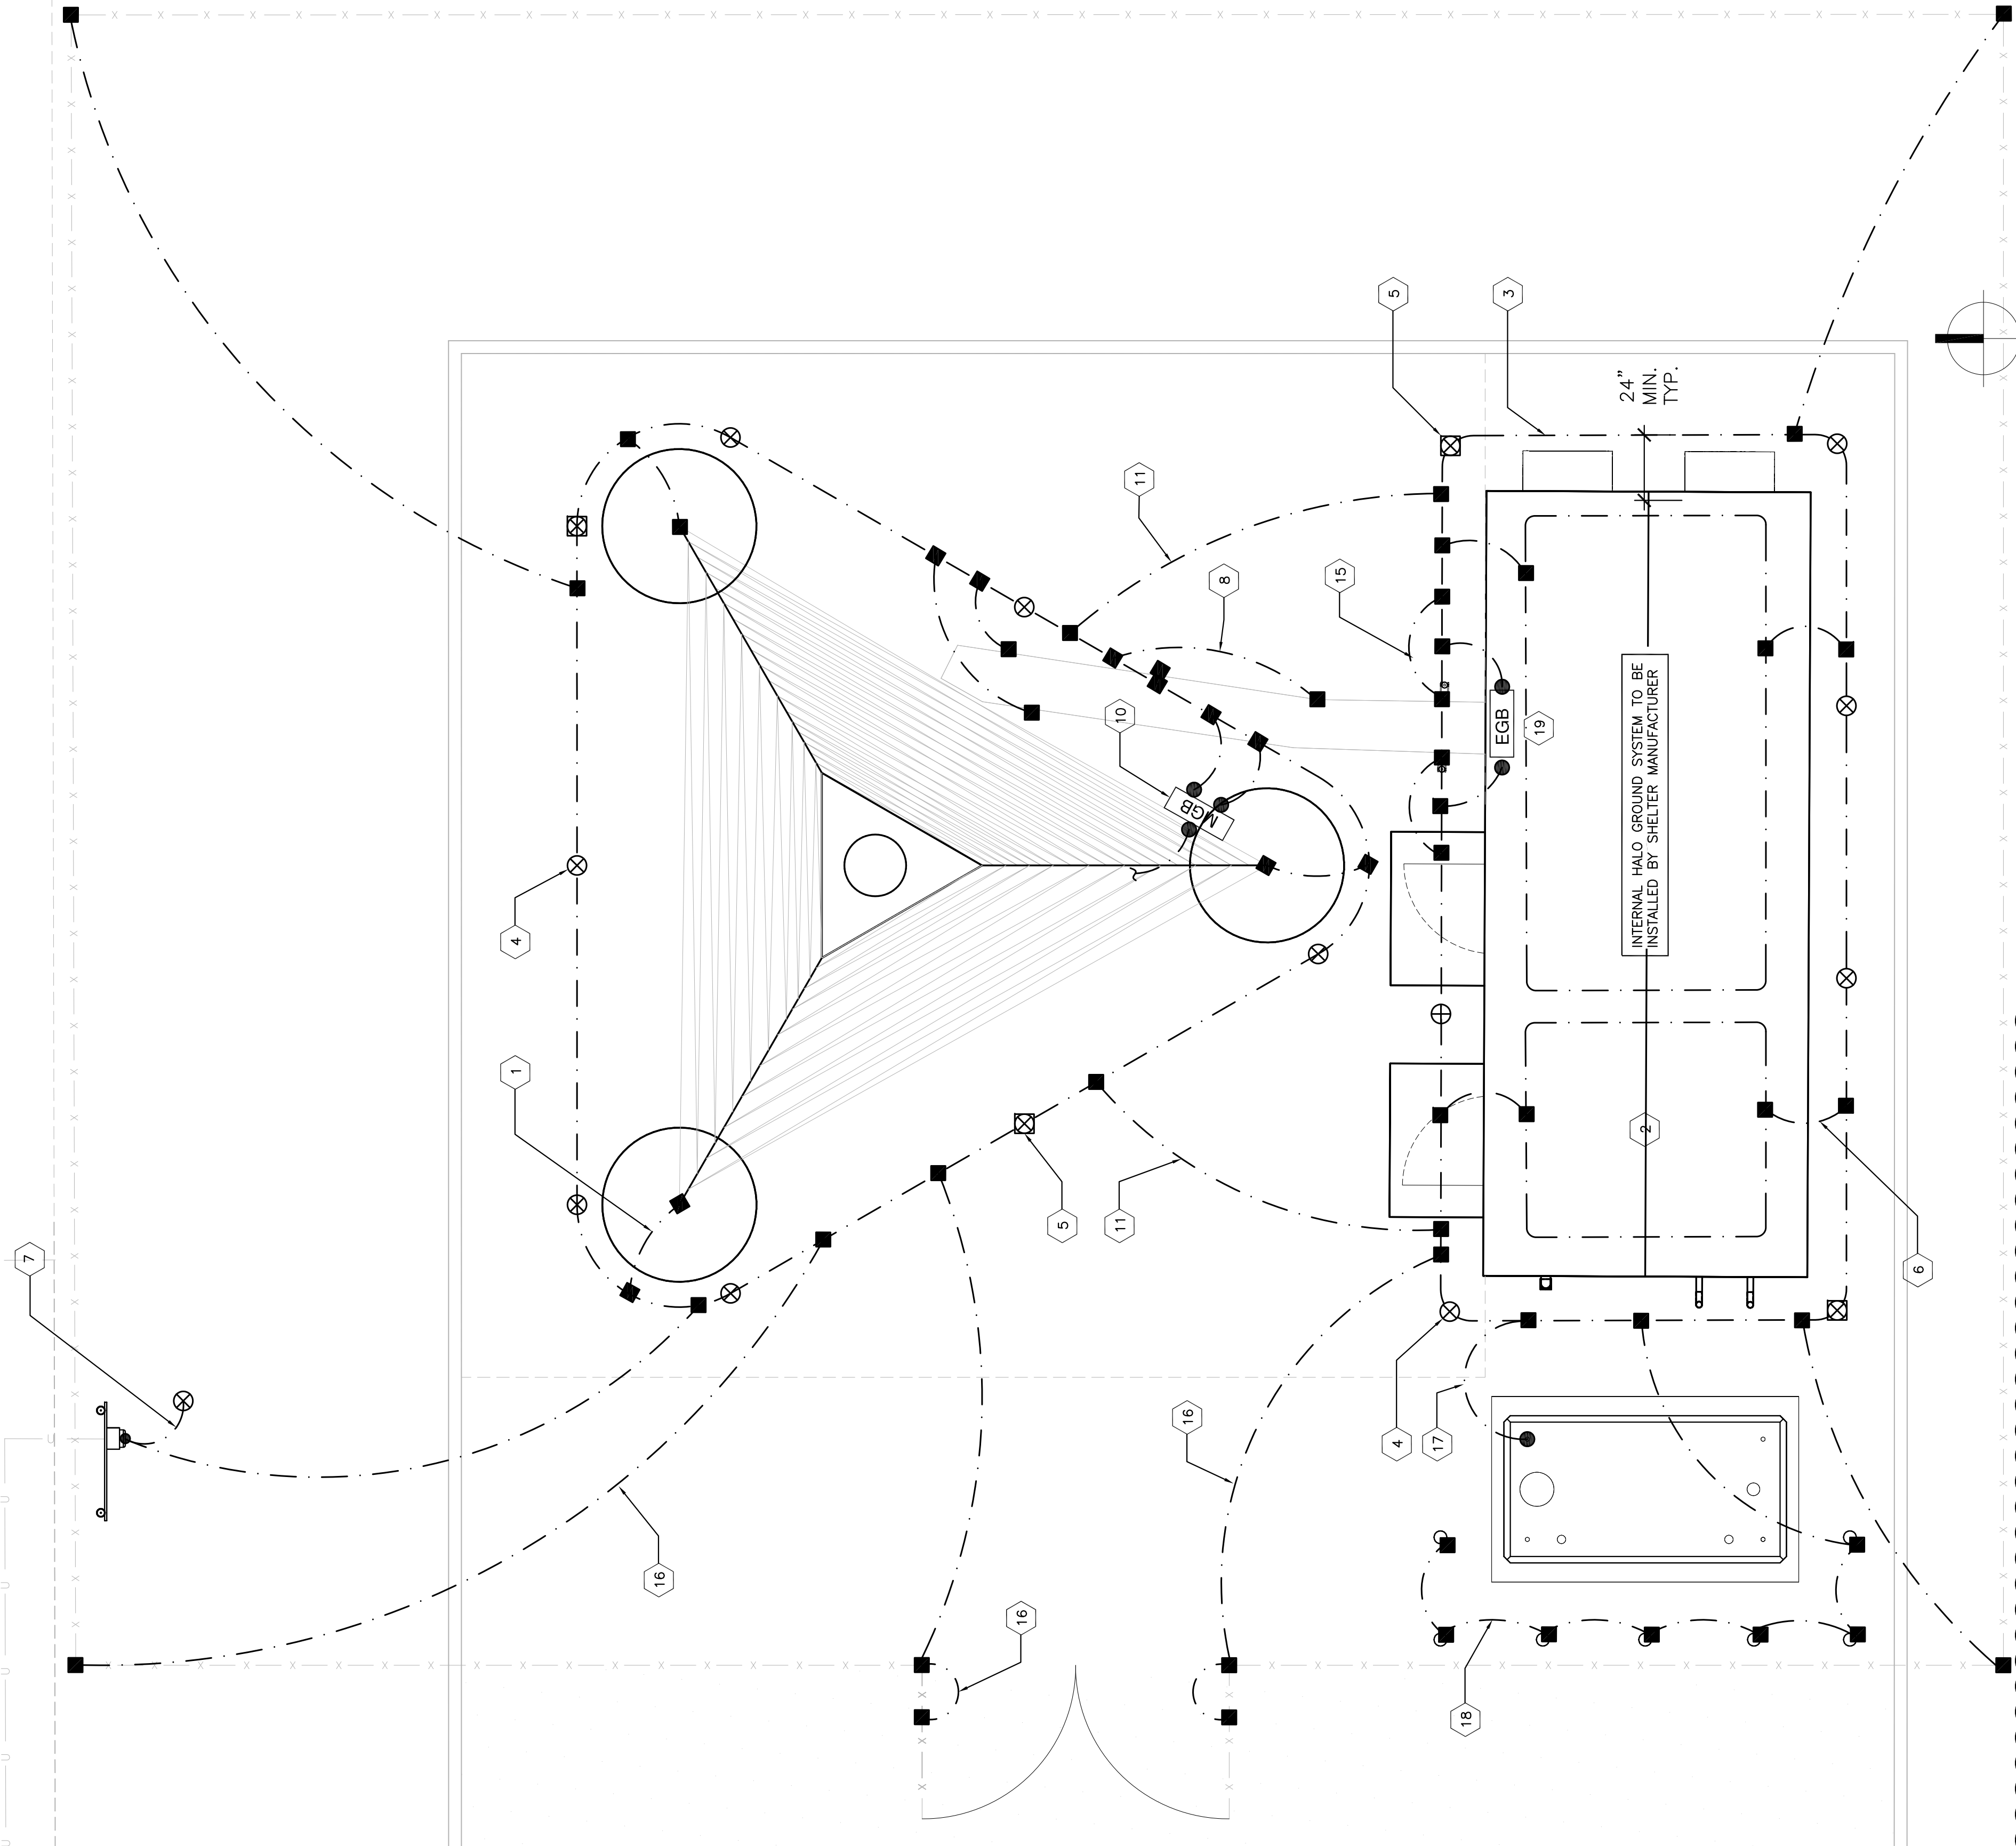 7
4
1
5
3
11
8
15
10
MGB
EGB
19
24"
MIN.
TYP.
INTERNAL HALO GROUND SYSTEM TO BE
INSTALLED BY SHELTER MANUFACTURER
2
5
11
6
16
16
4
17
16
18
X
U